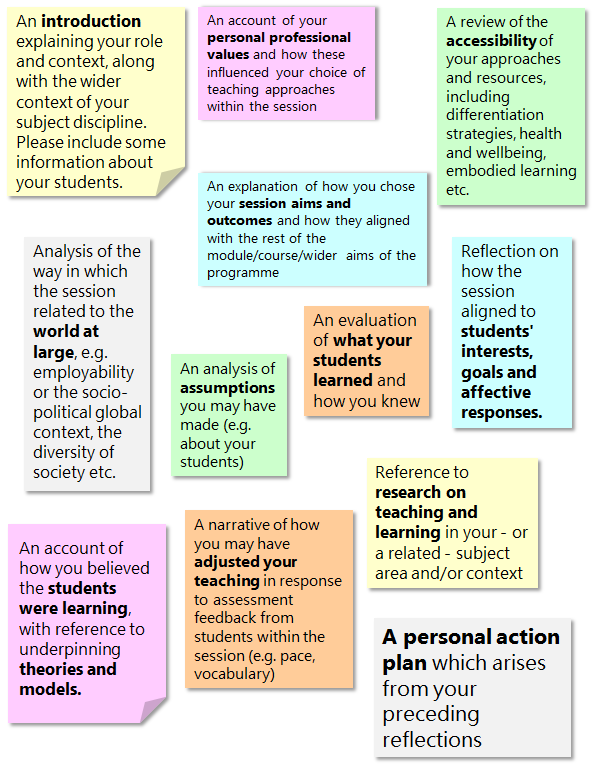 An introduction
explaining your role
and context, along
with the wider
context of your
subject discipline.
Please include some
information about
your students.
An account of your
personal professional
values and how these
influenced your choice of
teaching approaches
within the session
A review of the
accessibility of
your approaches
and resources,
including
differentiation
strategies, health
and wellbeing,
embodied learning
etc.
An explanation of how you chose
your session aims and
outcomes and how they aligned
with the rest of the
module/course/wider aims of the
programme
Analysis of the
way in which
the session
related to the
world at
large, e.g.
employability
or the socio-
political global
context, the
diversity of
society etc.
An analysis of
assumptions
you may have
made (e.g.
about your
students)
An evaluation
of what your
students
learned and
how you knew
Reflection on
how the
session
aligned to
students'
interests,
goals and
affective
responses.
Reference to
research on
teaching and
learning in your - or
a related - subject
area and/or context
An account of
how you believed
the students
were learning,
with reference to
underpinning
theories and
models.
A narrative of how
you may have
adjusted your
teaching in response
to assessment
feedback from
students within the
session (e.g. pace,
vocabulary)
A personal action
plan which arises
from your
preceding
reflections